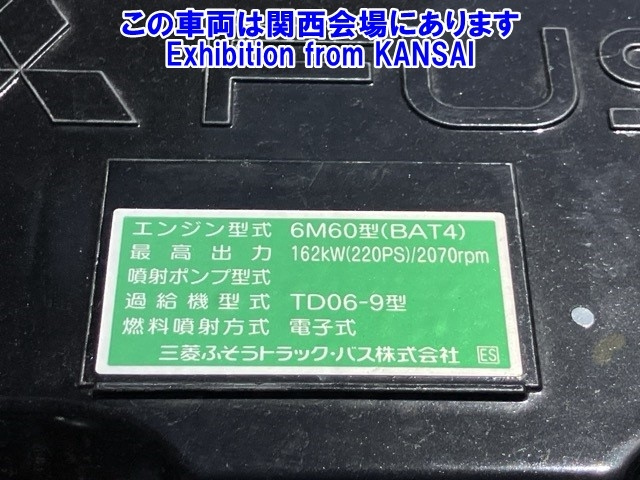 この車両は関西会場にあります
Exhibition from KANSAI
FUS
エンジン型式 6M60型(BAT4)
最高出力 162kW(220PS)/2070rpm
噴射ポンプ型式
過給機型式 TD06-9型
燃料噴射方式 電子式
三菱ふそうトラック・バス株式会社 ES